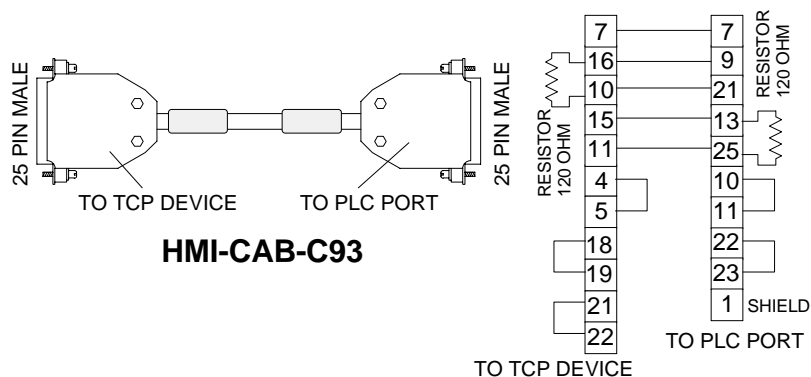 25 PIN MALE
TO TCP DEVICE
TO PLC PORT
25 PIN MALE
HMI-CAB-C93
RESISTOR
120 OHM
7
16
10
15
11
4
5
18
19
21
22
TO TCP DEVICE
7
9
21
13
25
10
11
22
23
1 SHIELD
TO PLC PORT
RESISTOR
120 OHM